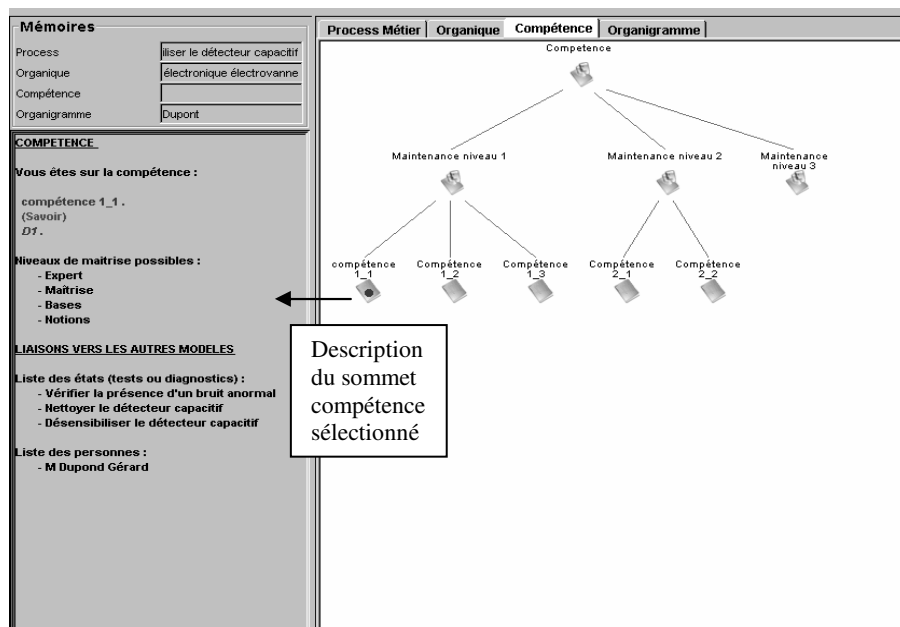 Mémoires
Process iliser le détecteur capacitif
Organique électronique électrovanne
Compétence
Organigramme Dupont
COMPETENCE
Vous êtes sur la compétence :
compétence 1_1 .
(Savoir)
D1 .
Niveaux de maitrise possibles :
- Expert
- Maîtrise
- Bases
- Notions
LIAISONS VERS LES AUTRES MODELES
Liste des états (tests ou diagnostics) :
- Vérifier la présence d'un bruit anormal
- Nettoyer le détecteur capacitif
- Désensibiliser le détecteur capacitif
Liste des personnes :
- M Dupond Gérard
Process Métier Organique Compétence Organigramme
Competence
Maintenance niveau 1
Maintenance niveau 2
Maintenance
niveau 3
compétence
1_1
Compétence
1_2
Compétence
1_3
Compétence
2_1
Compétence
2_2
Description
du sommet
compétence
sélectionné